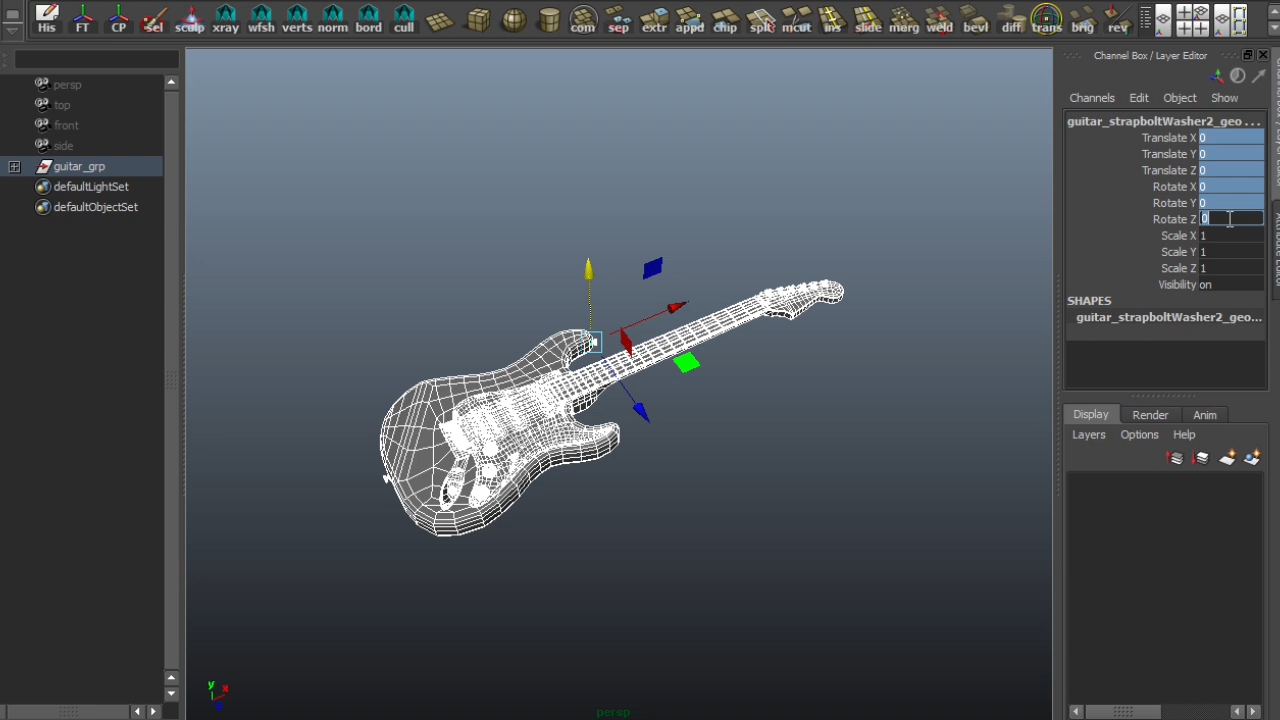 His FT CP sel sculp xray wfsh verts norm bord cull com sep extr appd chip split mcut ins slide merg weld bevl diff trans brig rev
Channel Box / Layer Editor
Channels Edit Object Show
persp
top
front
side
guitar_grp
defaultLightSet
defaultObjectSet
guitar_strapboltWasher2_geo . . .
Translate X 0
Translate Y 0
Translate Z 0
Rotate X 0
Rotate Y 0
Rotate Z 0
Scale X 1
Scale Y 1
Scale Z 1
Visibility on
SHAPES
guitar_strapboltWasher2_geo...
Display Render Anim
Layers Options Help
y x
persp